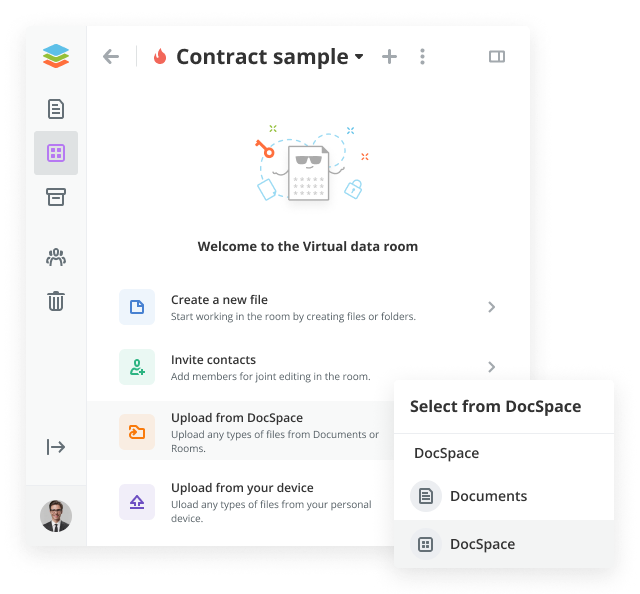 Contract sample
Welcome to the Virtual data room
Create a new file
Start working in the room by creating files or folders.
Invite contacts
Add members for joint editing in the room.
Upload from DocSpace
Upload any types of files from Documents or
Rooms.
Upload from your device
Uload any types of files from your personal
device.
Select from DocSpace
DocSpace
Documents
DocSpace